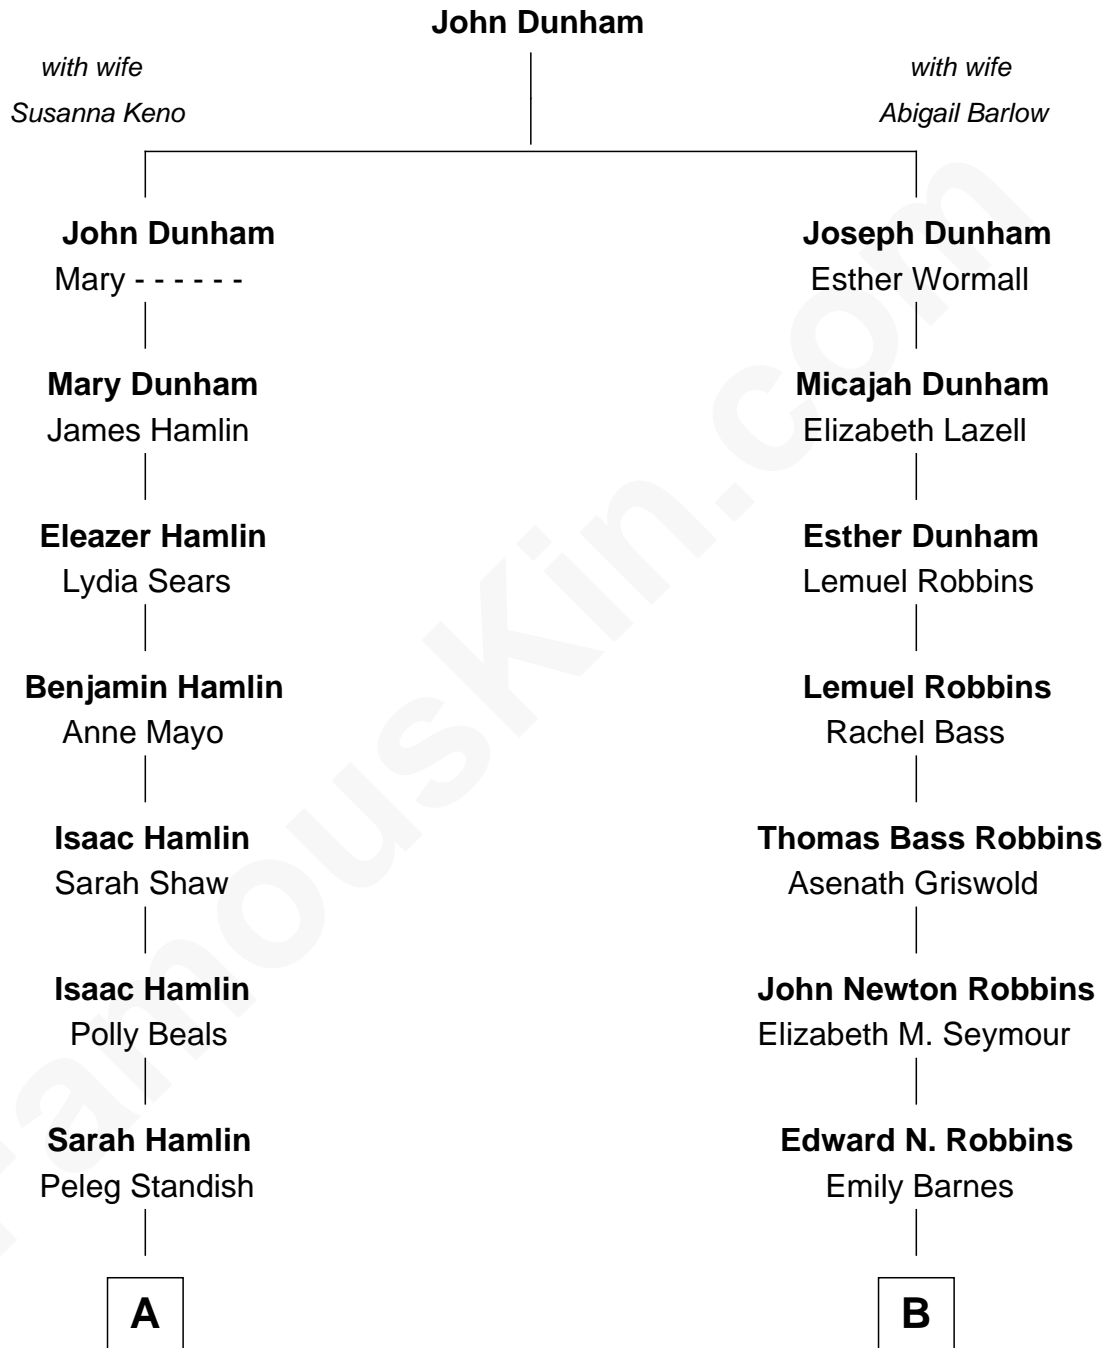 John Dunham
with wife
Susanna Keno
with wife
Abigail Barlow
John Dunham
Mary - - - - - -
Mary Dunham
James Hamlin
Eleazer Hamlin
Lydia Sears
Benjamin Hamlin
Anne Mayo
Isaac Hamlin
Sarah Shaw
Isaac Hamlin
Polly Beals
Sarah Hamlin
Peleg Standish
A
Joseph Dunham
Esther Wormall
Micajah Dunham
Elizabeth Lazell
Esther Dunham
Lemuel Robbins
Lemuel Robbins
Rachel Bass
Thomas Bass Robbins
Asenath Griswold
John Newton Robbins
Elizabeth M. Seymour
Edward N. Robbins
Emily Barnes
B
FamousKin.com